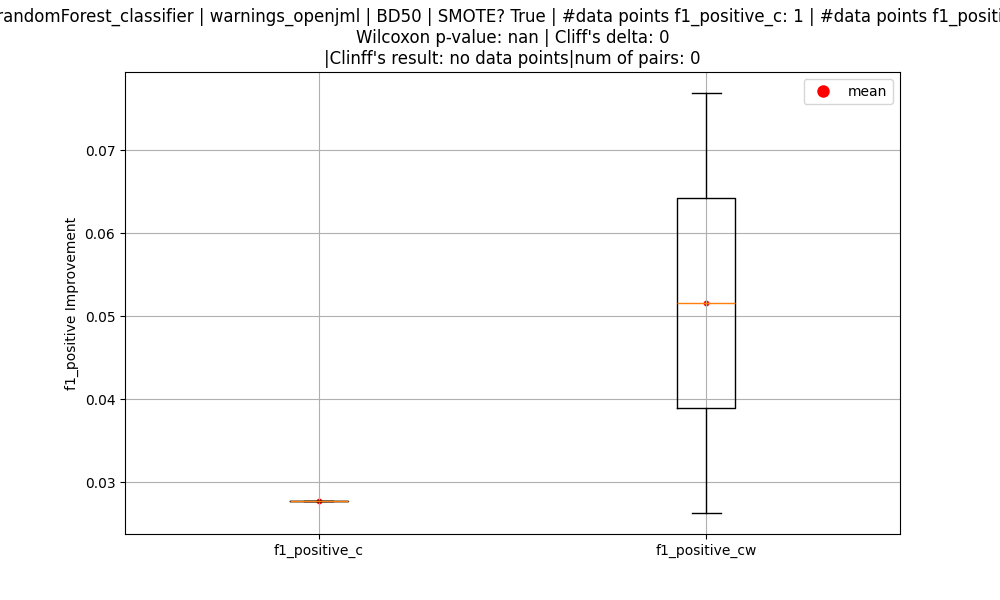 randomForest_classifier | warnings_openjml | BD50 | SMOTE? True | #data points f1_positive_c: 1 | #data points f1_positi
Wilcoxon p-value: nan | Cliff's delta: 0
|Clinff's result: no data points|num of pairs: 0
mean
0.07
0.06
0.05
0.04
0.03
f1_positive Improvement
f1_positive_c
f1_positive_cw